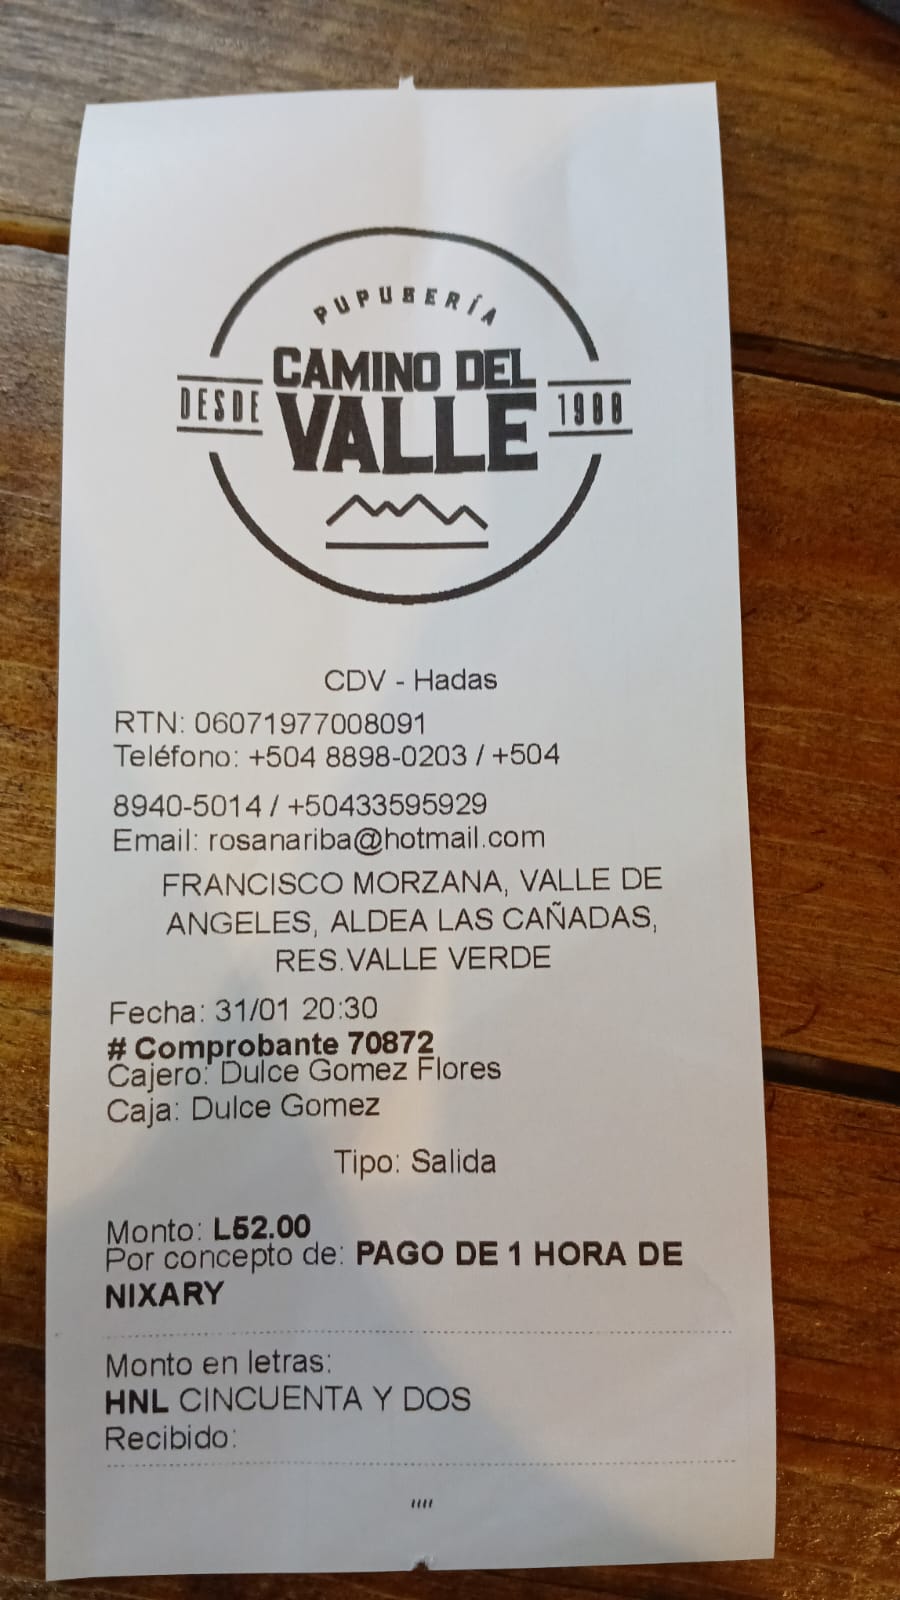 PUPUSERÍA
CAMINO DEL
DESDE VALLE 1988
CDV - Hadas
RTN: 06071977008091
Teléfono: +504 8898-0203 / +504
8940-5014 / +50433595929
Email: rosanariba@hotmail.com
FRANCISCO MORZANA, VALLE DE
ANGELES, ALDEA LAS CAÑADAS,
RES.VALLE VERDE
Fecha: 31/01 20:30
# Comprobante 70872
Cajero: Dulce Gomez Flores
Caja: Dulce Gomez
Tipo: Salida
Monto: L52.00
Por concepto de: PAGO DE 1 HORA DE
NIXARY
Monto en letras:
HNL CINCUENTA Y DOS
Recibido:
,,,,